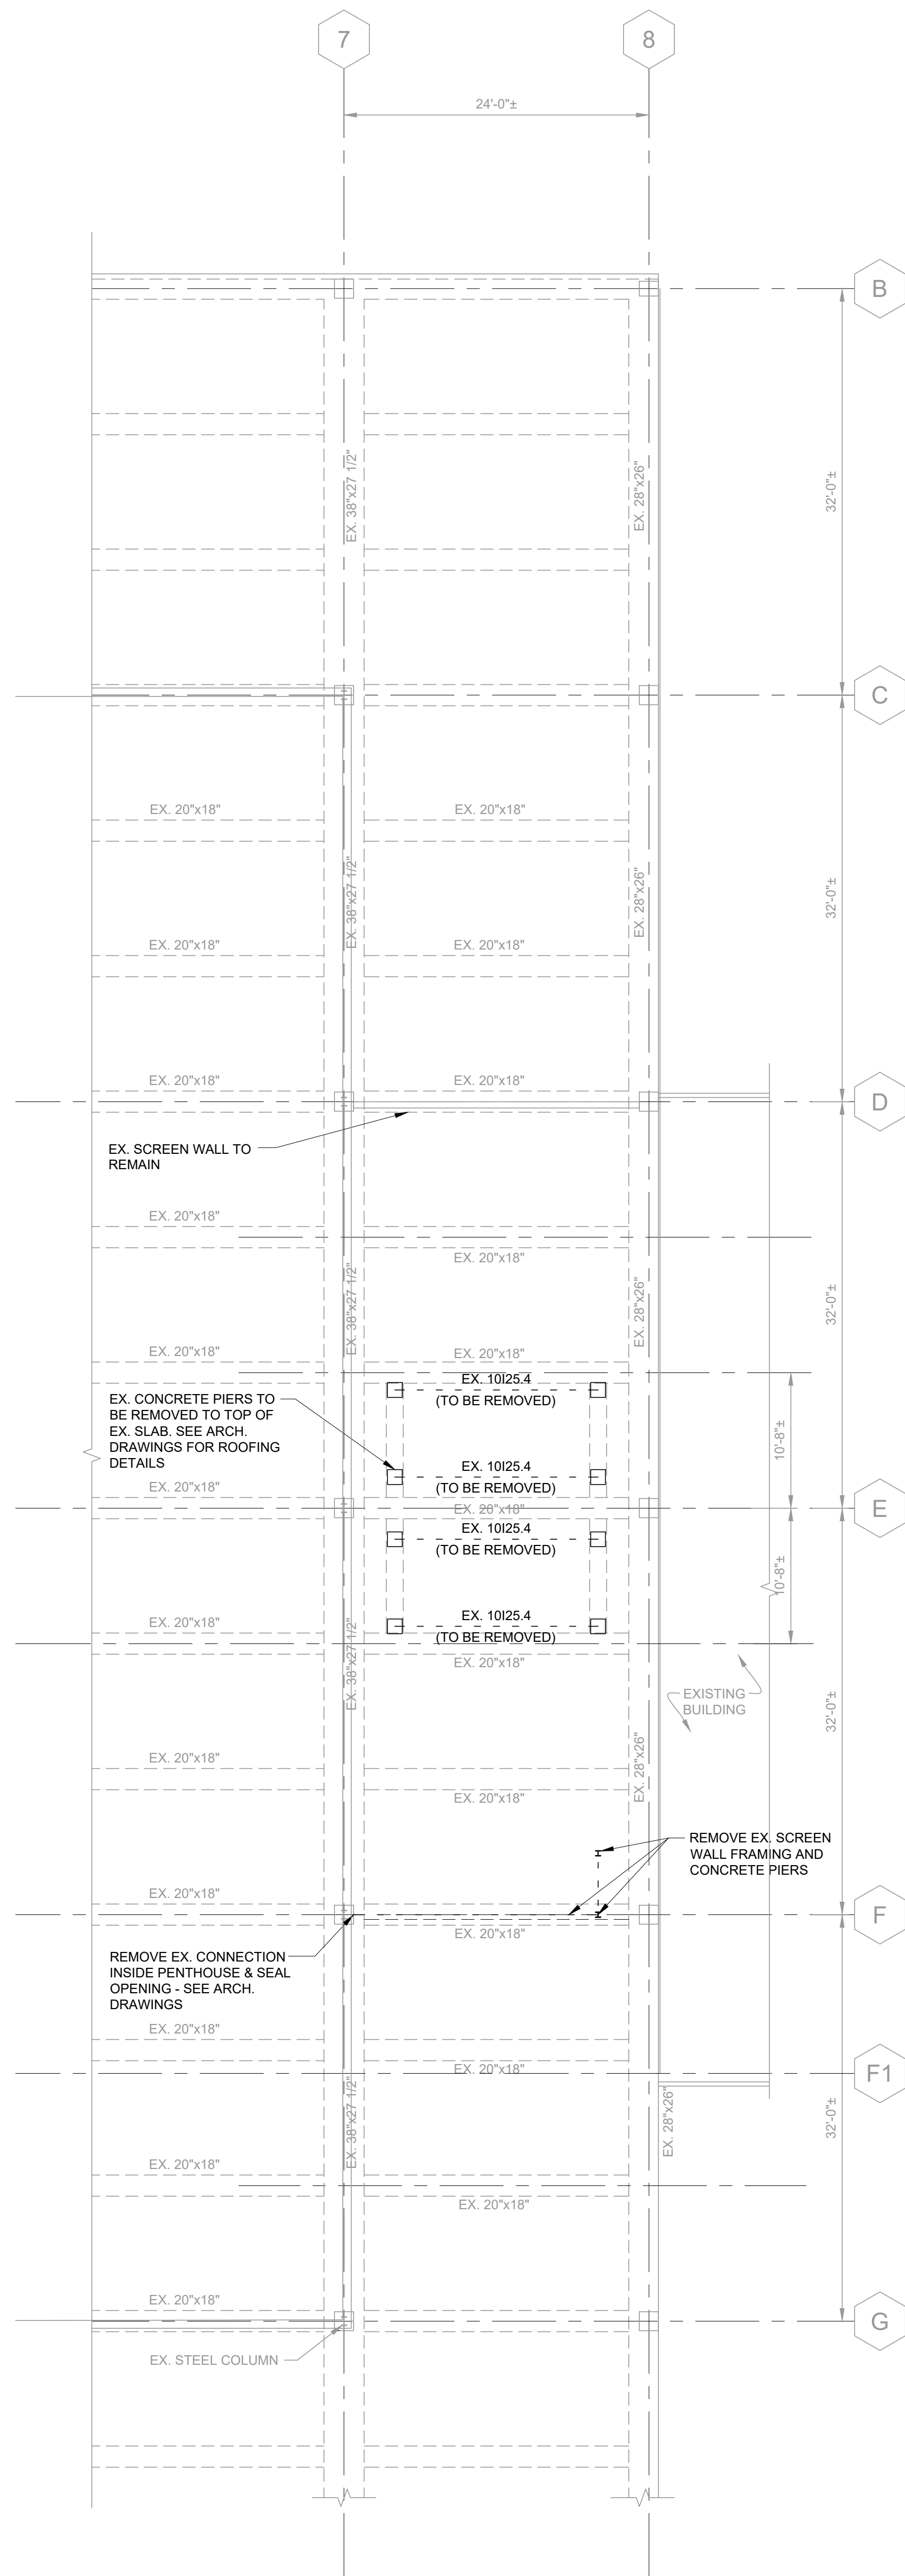 7
8
24'-0"±
B
EX. 38"x27 1/2"
EX. 28"x26"
32'-0"±
C
EX. 20"x18"
EX. 20"x18"
EX. 38"x27 1/2"
EX. 28"x26"
32'-0"±
EX. 20"x18"
EX. 20"x18"
EX. 20"x18"
EX. 20"x18"
D
EX. SCREEN WALL TO
REMAIN
EX. 20"x18"
EX. 20"x18"
EX. 38"x27 1/2"
EX. 28"x26"
32'-0"±
EX. 20"x18"
EX. 20"x18"
EX. 10I25.4
(TO BE REMOVED)
EX. CONCRETE PIERS TO
BE REMOVED TO TOP OF
EX. SLAB. SEE ARCH.
DRAWINGS FOR ROOFING
DETAILS
10'-8"±
EX. 10I25.4
(TO BE REMOVED)
EX. 20"x18"
EX. 20"x18"
E
EX. 10I25.4
(TO BE REMOVED)
10'-8"±
EX. 20"x18"
EX. 10I25.4
(TO BE REMOVED)
EX. 38"x27 1/2"
EX. 20"x18"
32'-0"±
EXISTING
BUILDING
EX. 28"x26"
EX. 20"x18"
EX. 20"x18"
REMOVE EX. SCREEN
WALL FRAMING AND
CONCRETE PIERS
EX. 20"x18"
F
EX. 20"x18"
REMOVE EX. CONNECTION
INSIDE PENTHOUSE & SEAL
OPENING - SEE ARCH.
DRAWINGS
EX. 20"x18"
EX. 20"x18"
F1
EX. 38"x27 1/2"
EX. 28"x26"
32'-0"±
EX. 20"x18"
EX. 20"x18"
EX. 20"x18"
G
EX. STEEL COLUMN